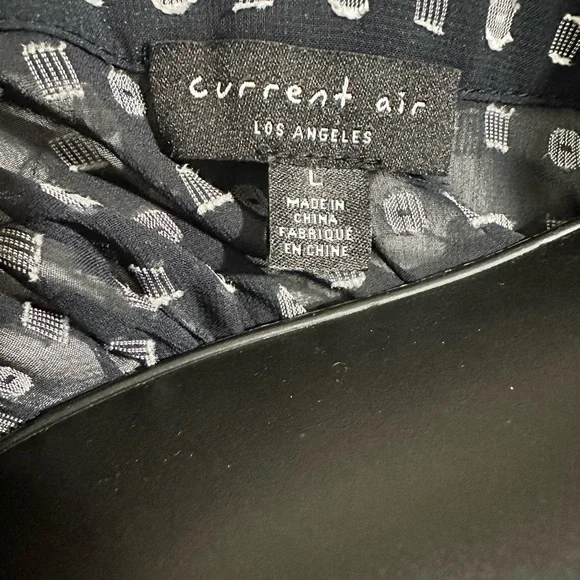 current air
LOS ANGELES
L
MADE IN
CHINA
FABRIQUÉ
EN CHINE